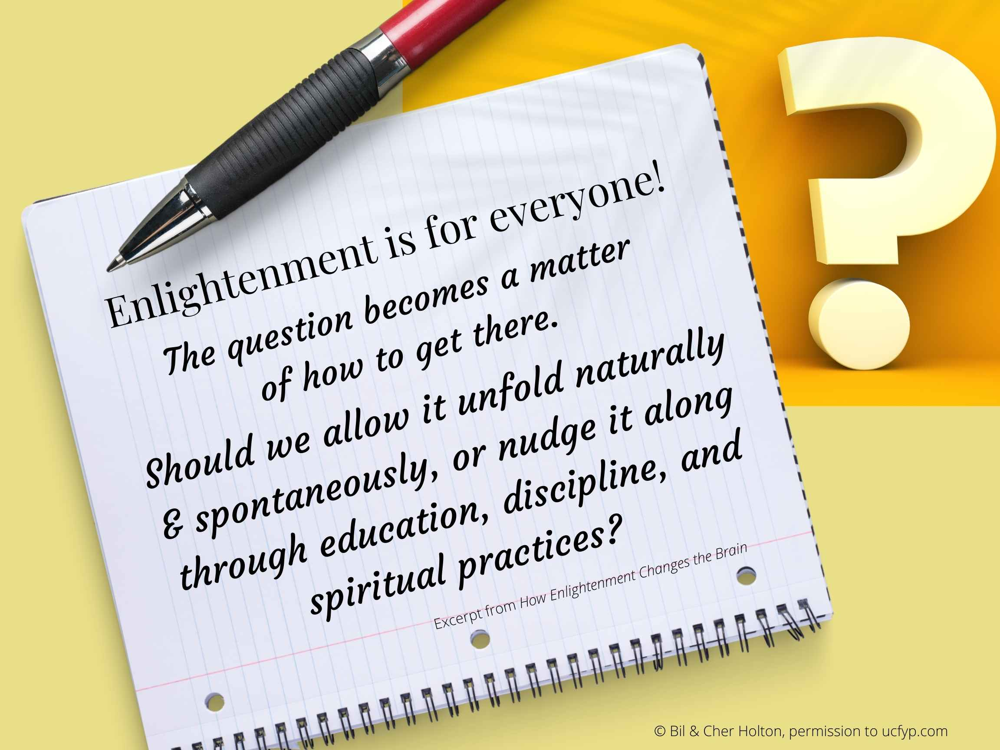 Enlightenment is for everyone!
The question becomes a matter
of how to get there.
Should we allow it unfold naturally
& spontaneously, or nudge it along
through education, discipline, and
spiritual practices?
Excerpt from How Enlightenment Changes the Brain
© Bil & Cher Holton, permission to ucfyp.com